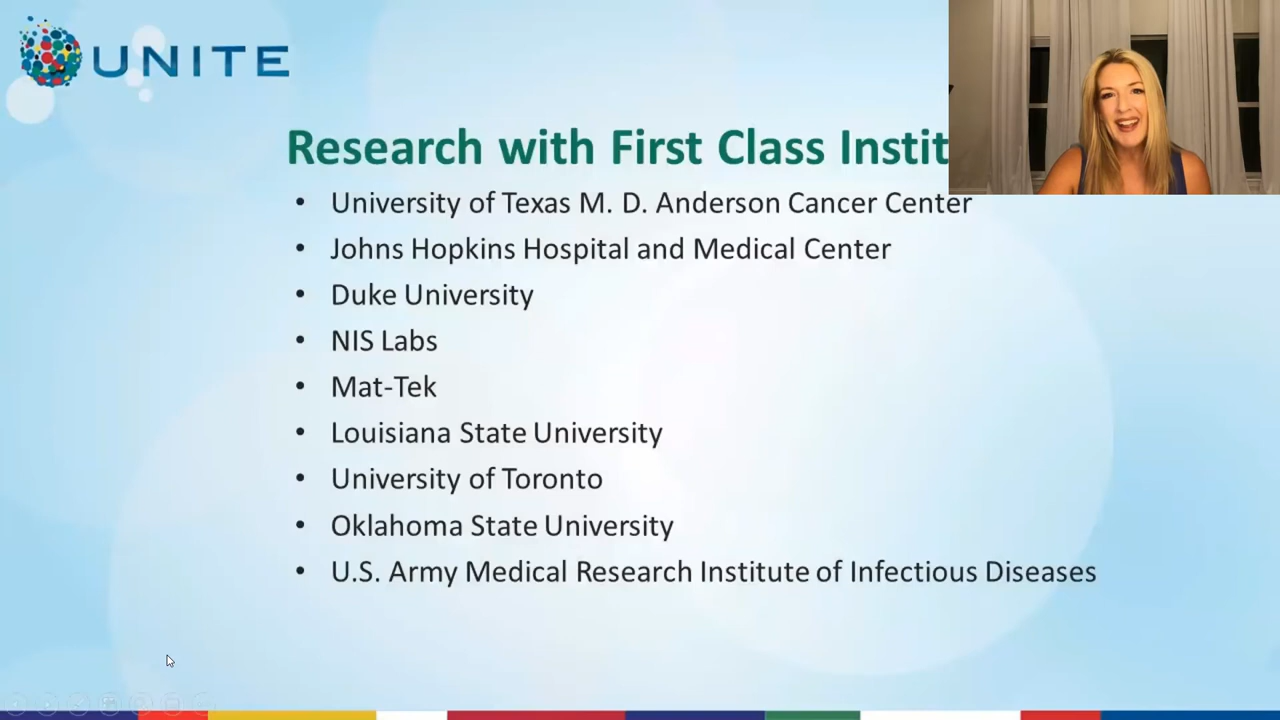 UNITE
Research with First Class Instit
• University of Texas M. D. Anderson Cancer Center
• Johns Hopkins Hospital and Medical Center
• Duke University
• NIS Labs
• Mat-Tek
• Louisiana State University
• University of Toronto
• Oklahoma State University
• U.S. Army Medical Research Institute of Infectious Diseases